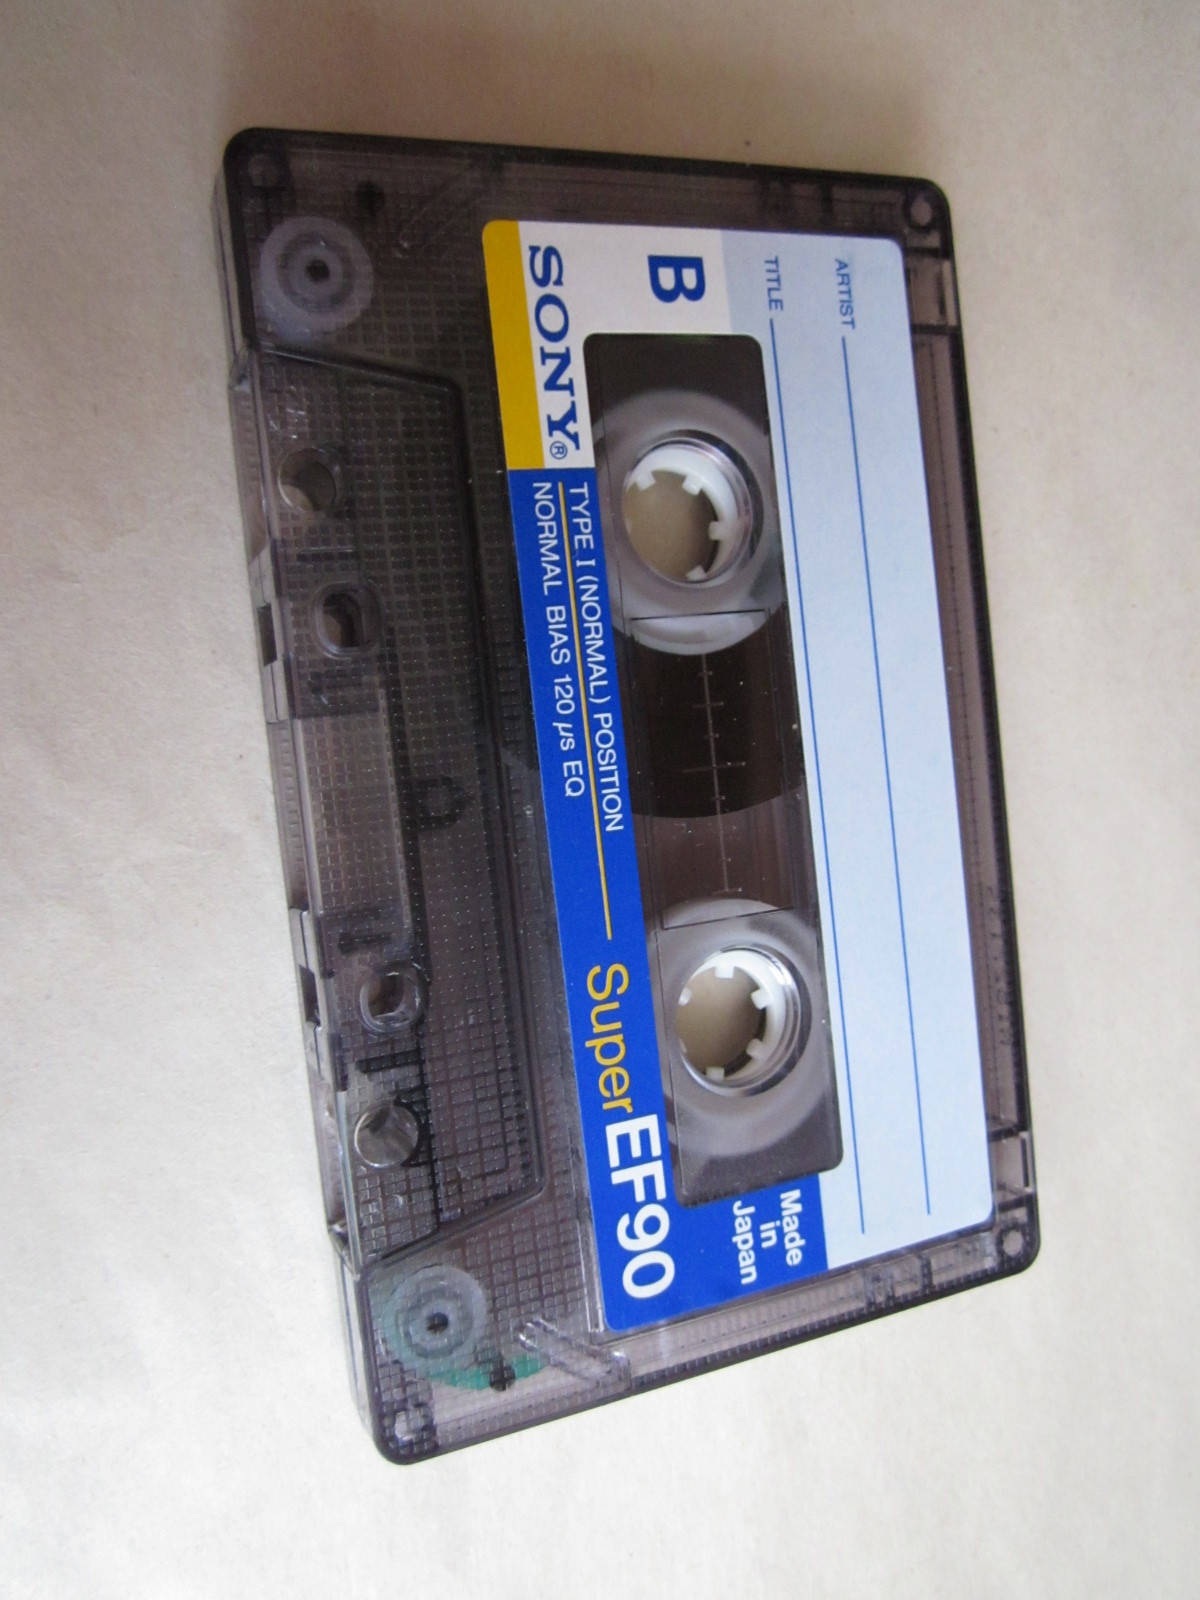 ARTIST
TITLE
B
SONY®
TYPE I (NORMAL) POSITION
NORMAL BIAS 120 µs EQ
Super EF90
Made
in
Japan